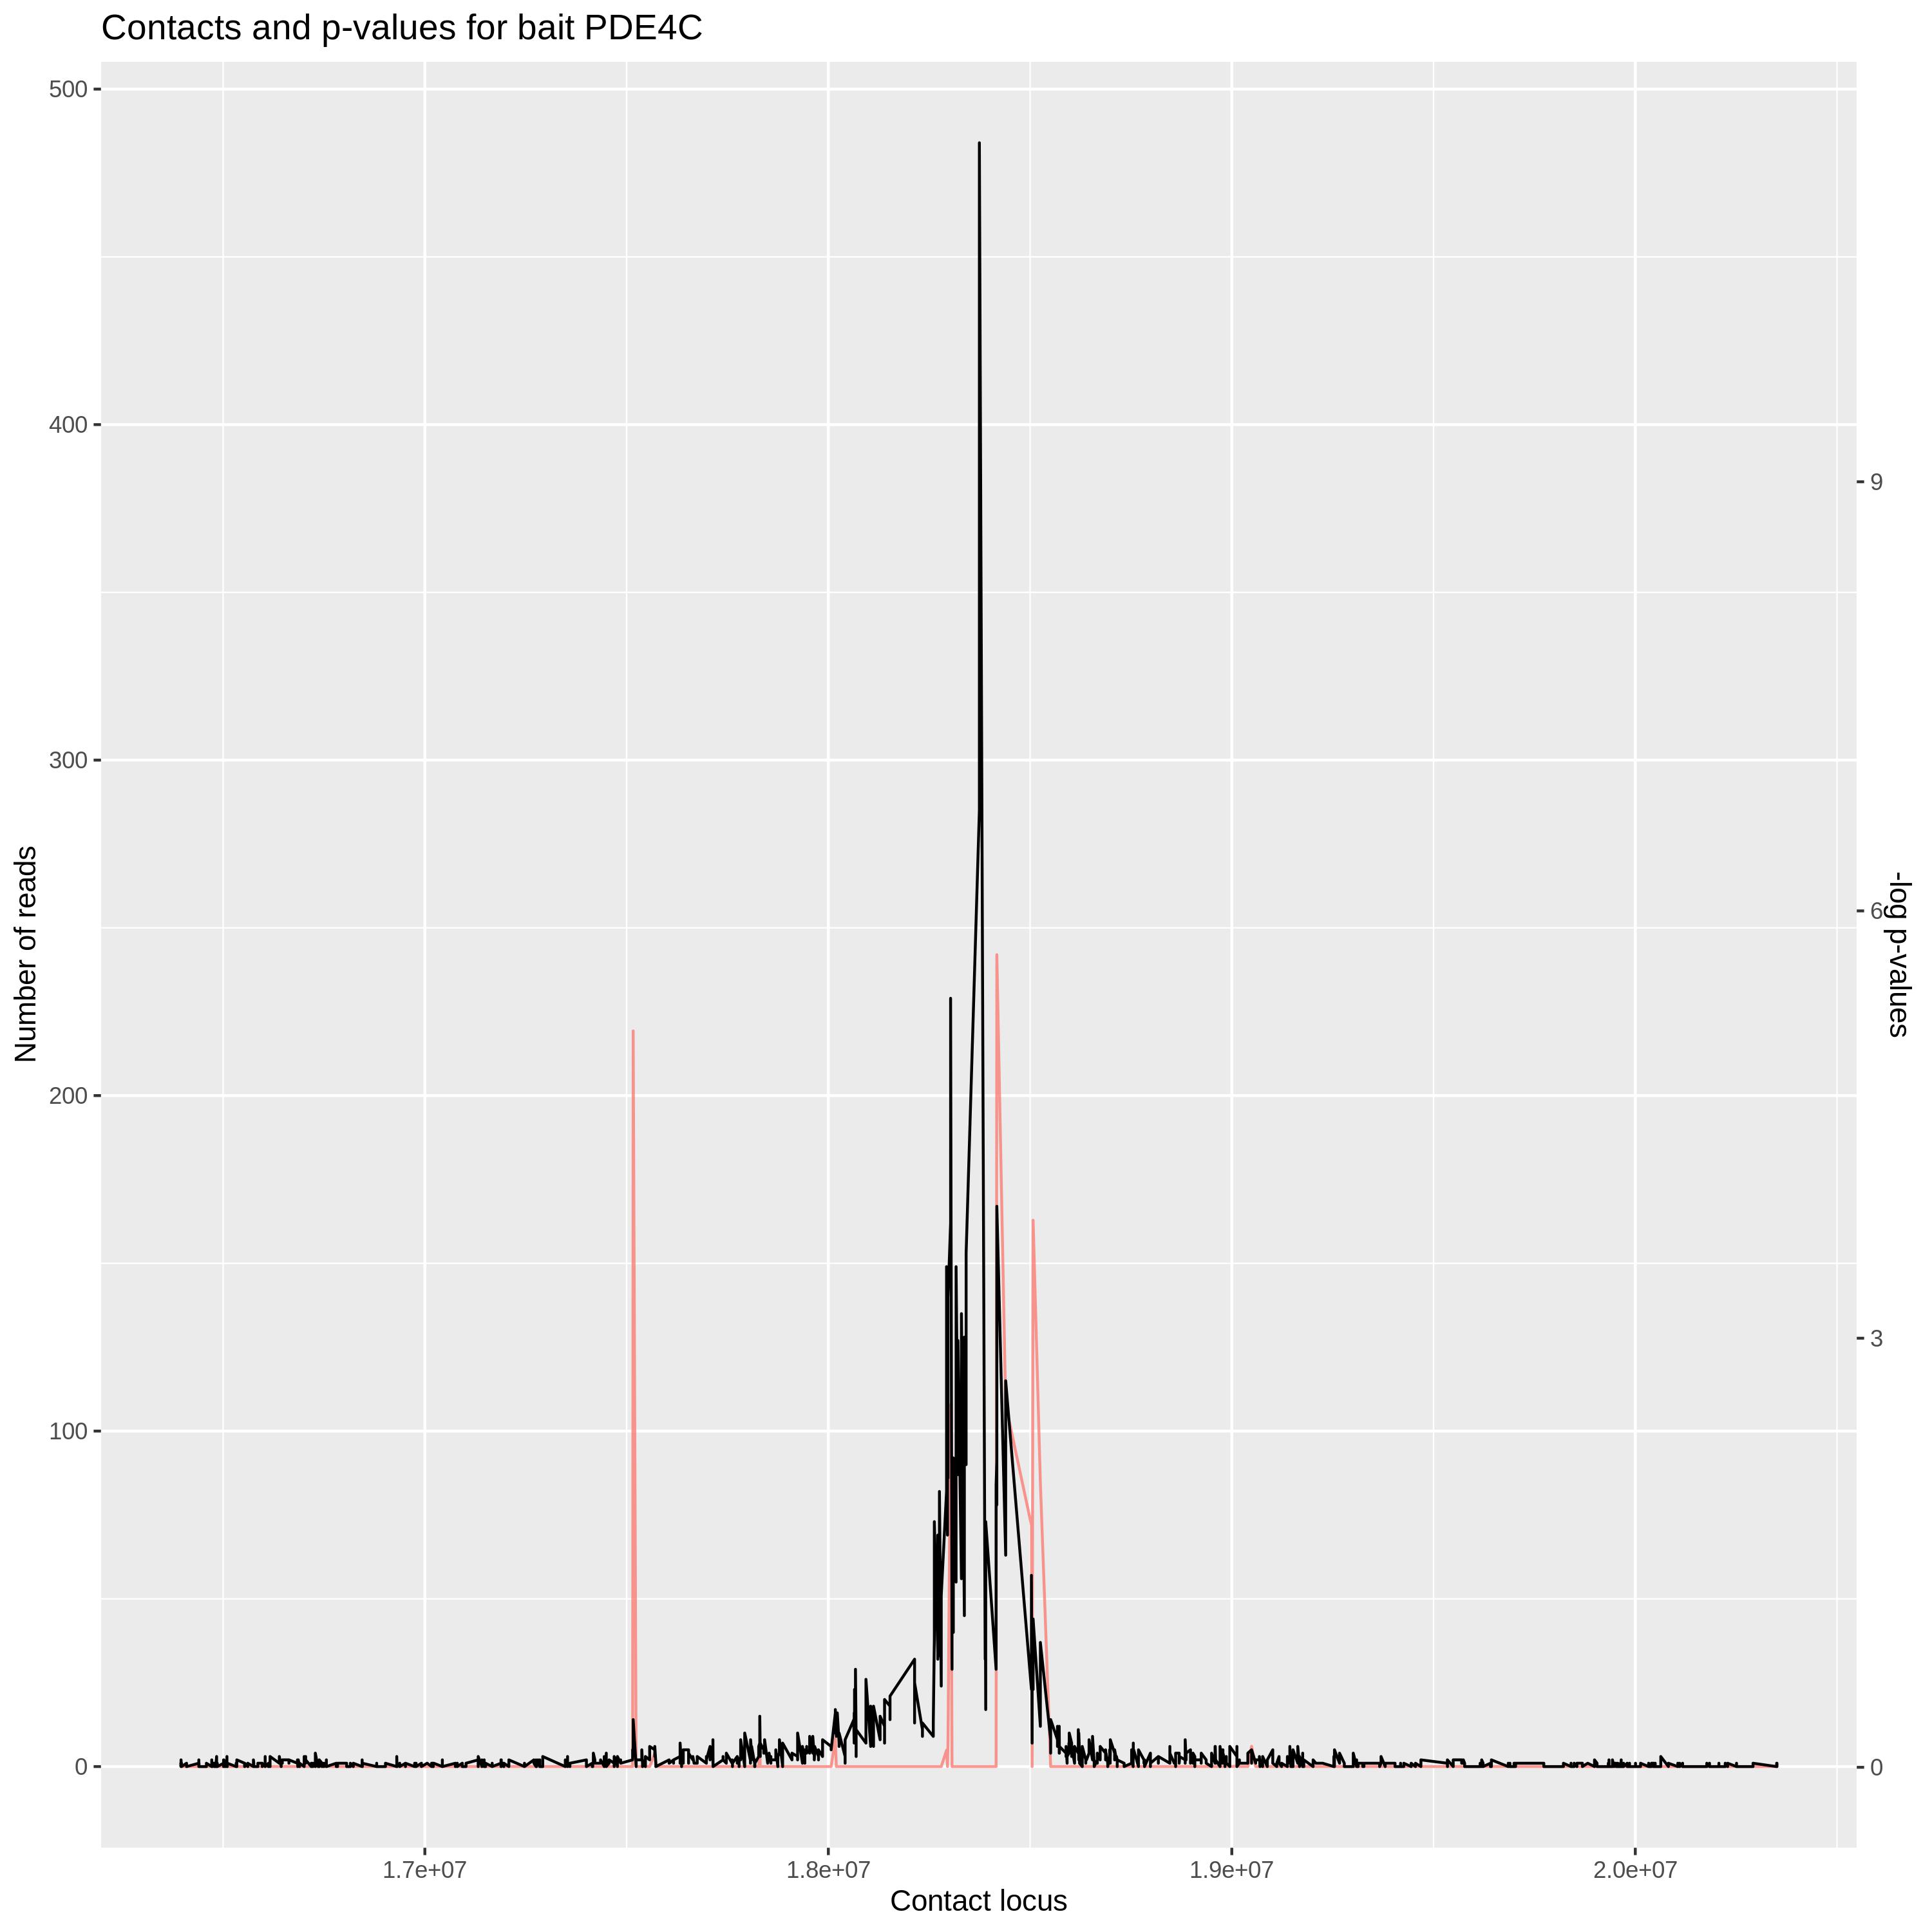 Contacts and p-values for bait PDE4C
500
400
300
200
100
0
Number of reads
9
6
3
0
-log p-values
1.7e+07
1.8e+07
1.9e+07
2.0e+07
Contact locus